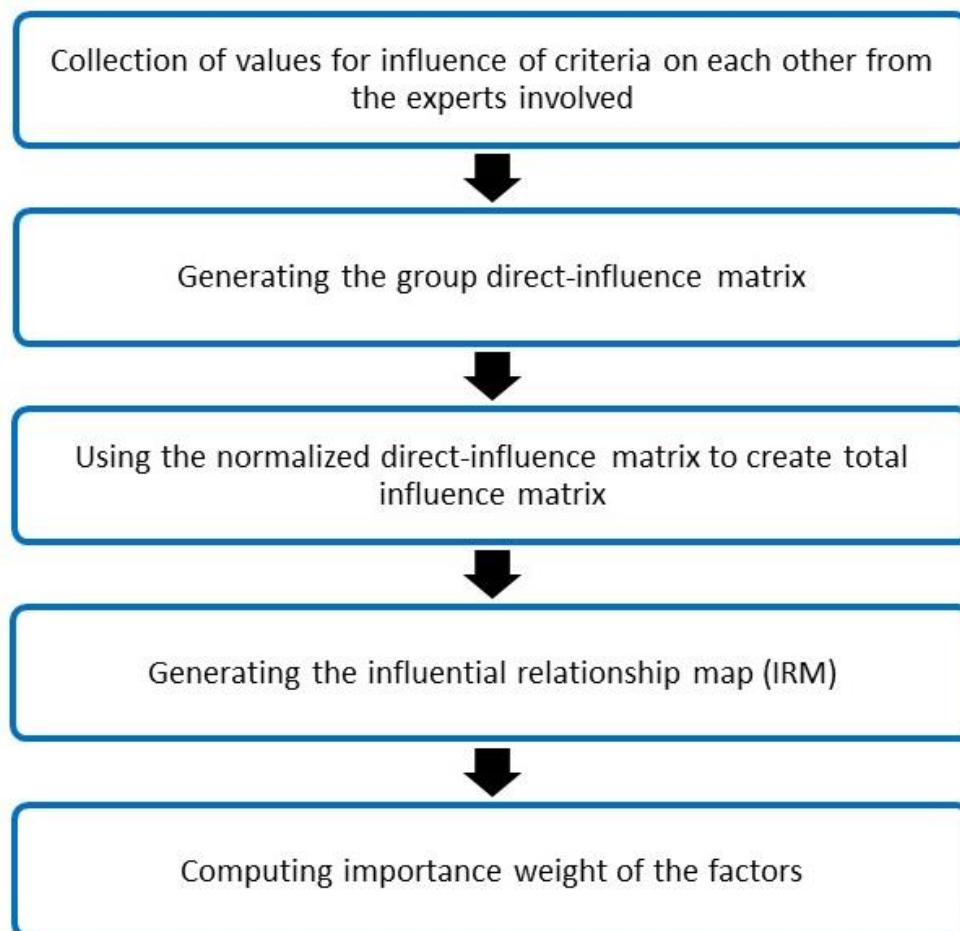 Collection of values for influence of criteria on each other from
the experts involved
Generating the group direct-influence matrix
Using the normalized direct-influence matrix to create total
influence matrix
Generating the influential relationship map (IRM)
Computing importance weight of the factors